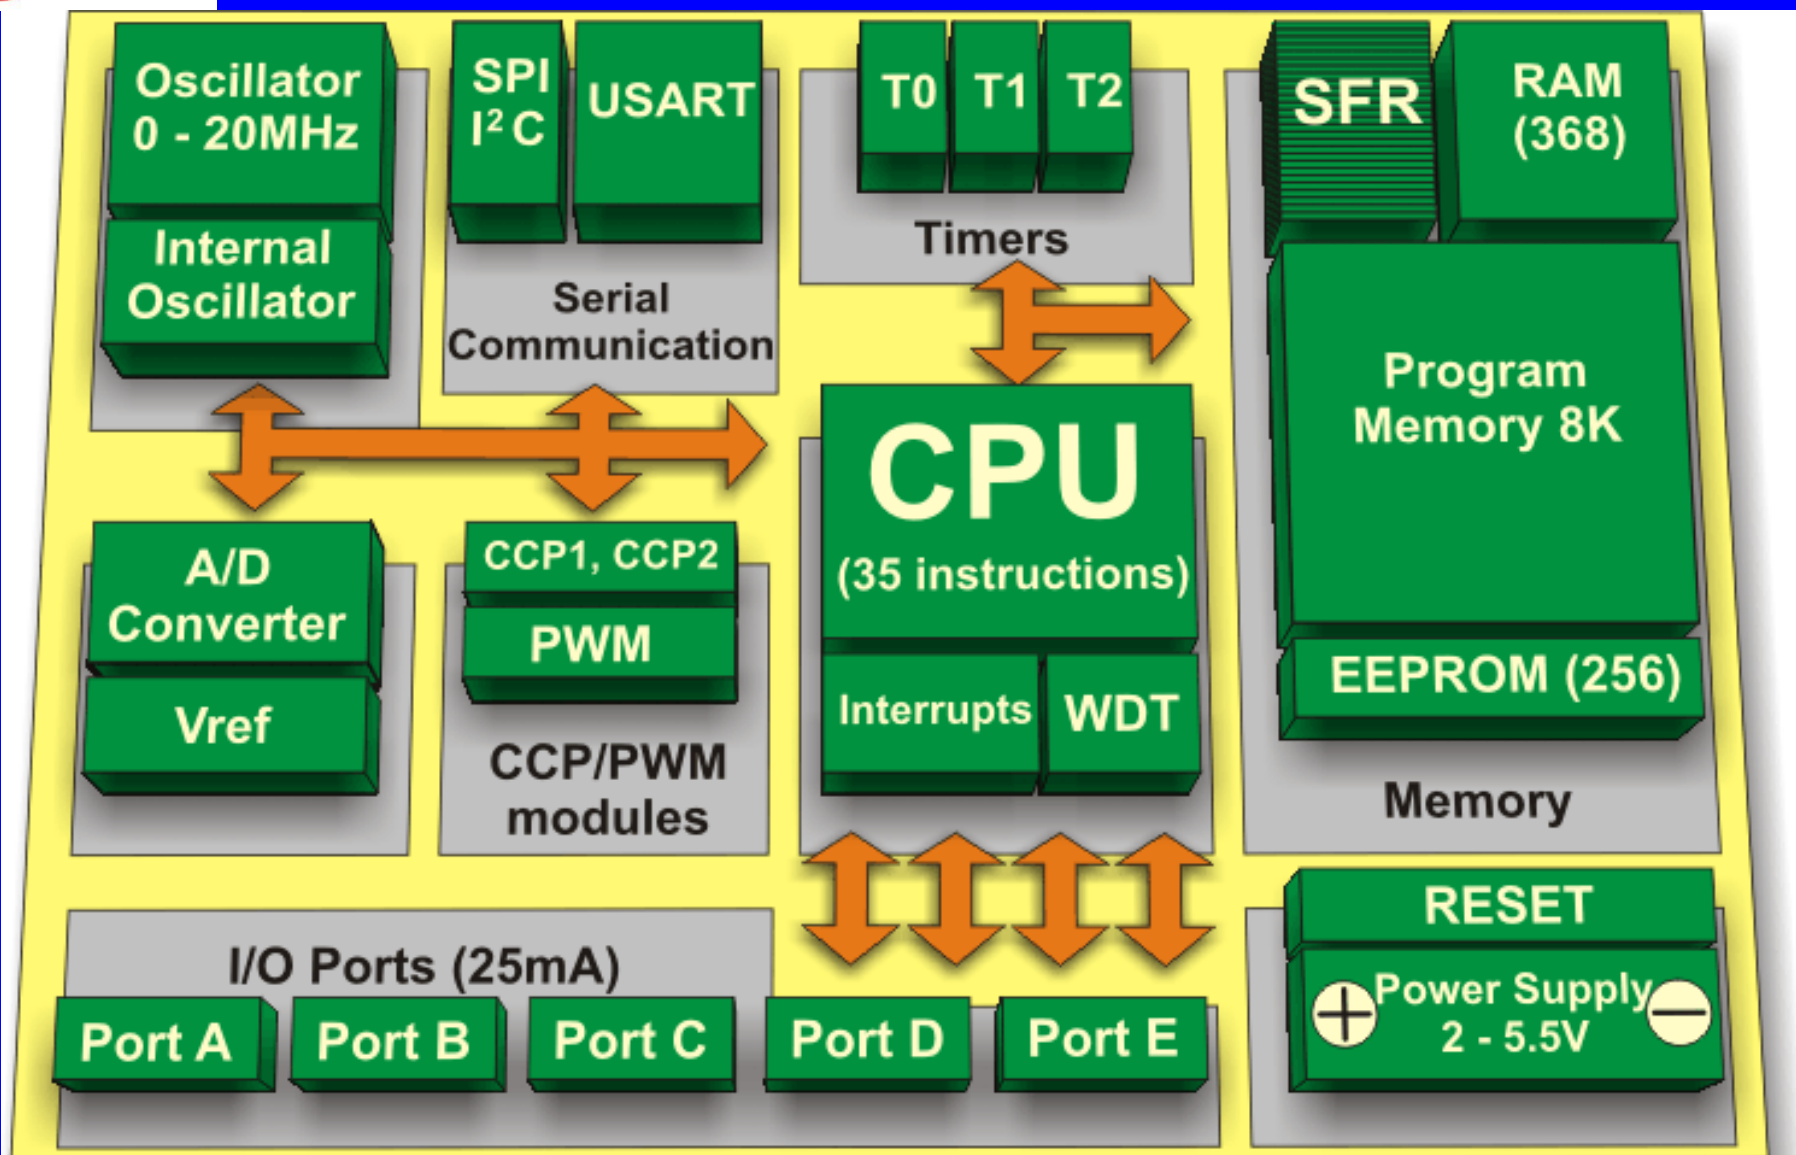 Oscillator
0 - 20MHz
Internal
Oscillator
SPI
I² C
USART
Serial
Communication
T0
T1
T2
Timers
SFR
RAM
(368)
Program
Memory 8K
EEPROM (256)
Memory
A/D
Converter
Vref
CCP1, CCP2
PWM
CCP/PWM
modules
CPU
(35 instructions)
Interrupts
WDT
I/O Ports (25mA)
Port A
Port B
Port C
Port D
Port E
RESET
+
Power Supply
2 - 5.5V
−